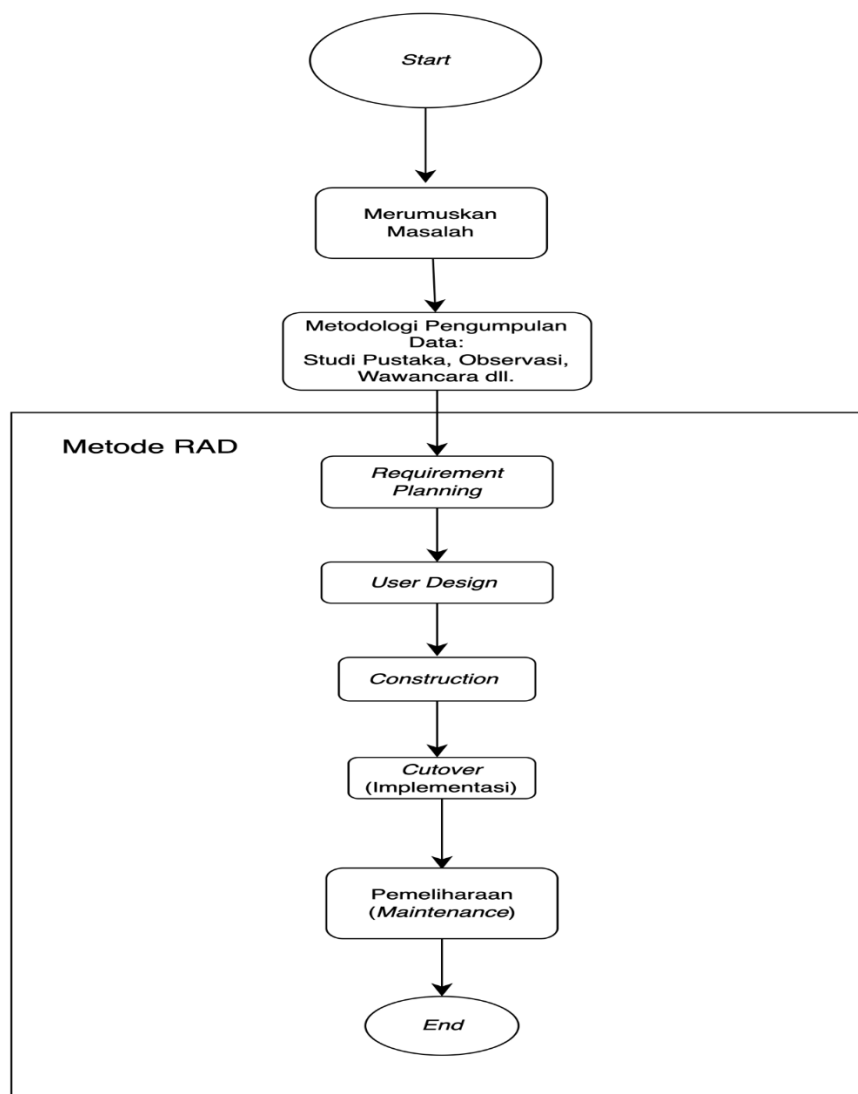 Start
Merumuskan
Masalah
Metodologi Pengumpulan
Data:
Studi Pustaka, Observasi,
Wawancara dll.
Metode RAD
Requirement
Planning
User Design
Construction
Cutover
(Implementasi)
Pemeliharaan
(Maintenance)
End